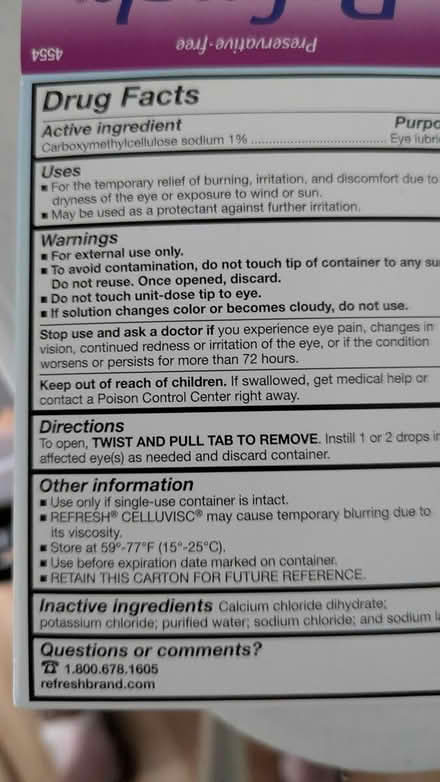 Preservative-free
4554
Drug Facts
Active ingredient
Carboxymethylcellulose sodium 1% ........................................ Eye
Uses
■ For the temporary relief of burning, irritation, and discomfort due to
dryness of the eye or exposure to wind or sun.
■ May be used as a protectant against further irritation.
Warnings
■ For external use only.
■ To avoid contamination, do not touch tip of container to any
Do not reuse. Once opened, discard.
■ Do not touch unit-dose tip to eye.
■ If solution changes color or becomes cloudy, do not use.
Stop use and ask a doctor if you experience eye pain, changes in
vision, continued redness or irritation of the eye, or if the condition
worsens or persists for more than 72 hours.
Keep out of reach of children. If swallowed, get medical help or
contact a Poison Control Center right away.
Directions
To open, TWIST AND PULL TAB TO REMOVE. Instill 1 or 2 drops in
affected eye(s) as needed and discard container.
Other information
■ Use only if single-use container is intact.
■ REFRESH® CELLUVISC® may cause temporary blurring due to
its viscosity.
■ Store at 59°-77°F (15°-25°C).
■ Use before expiration date marked on container.
■ RETAIN THIS CARTON FOR FUTURE REFERENCE.
Inactive ingredients Calcium chloride dihydrate;
potassium chloride; purified water; sodium chloride; and sodium
Questions or comments?
☎ 1.800.678.1605
refreshbrand.com